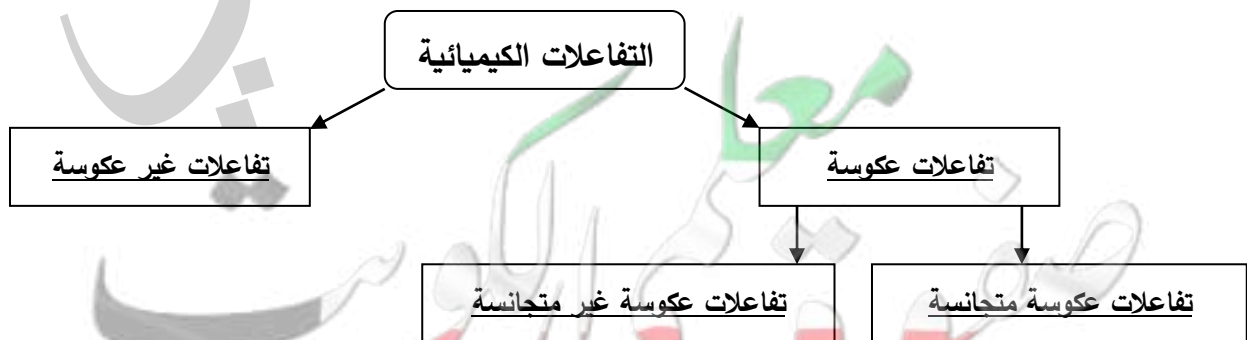 التفاعلات الكيميائية
تفاعلات عكوسة
تفاعلات غير عكوسة
تفاعلات عكوسة متجانسة
تفاعلات عكوسة غير متجانسة